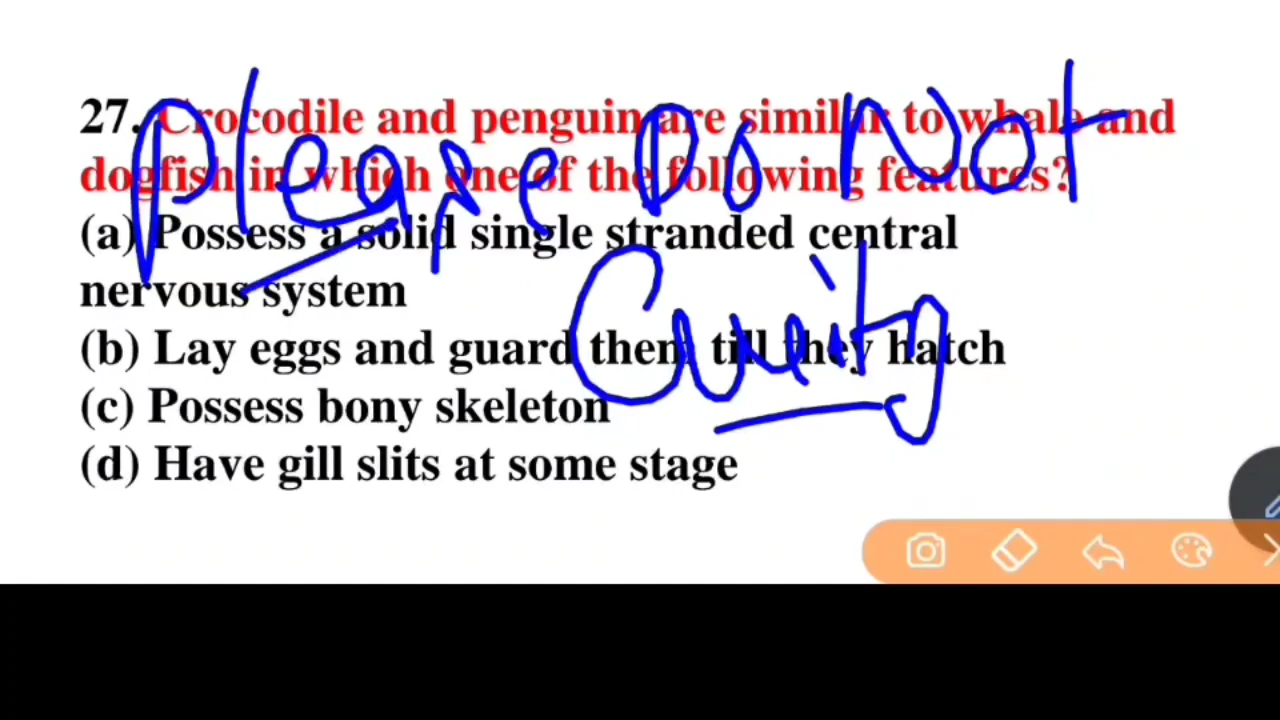 27. Crocodile and penguin are similar to whale and
dogfish in which one of the following features?
(a) Possess a solid single stranded central
nervous system
(b) Lay eggs and guard them till they hatch
(c) Possess bony skeleton
(d) Have gill slits at some stage
Please Do Not